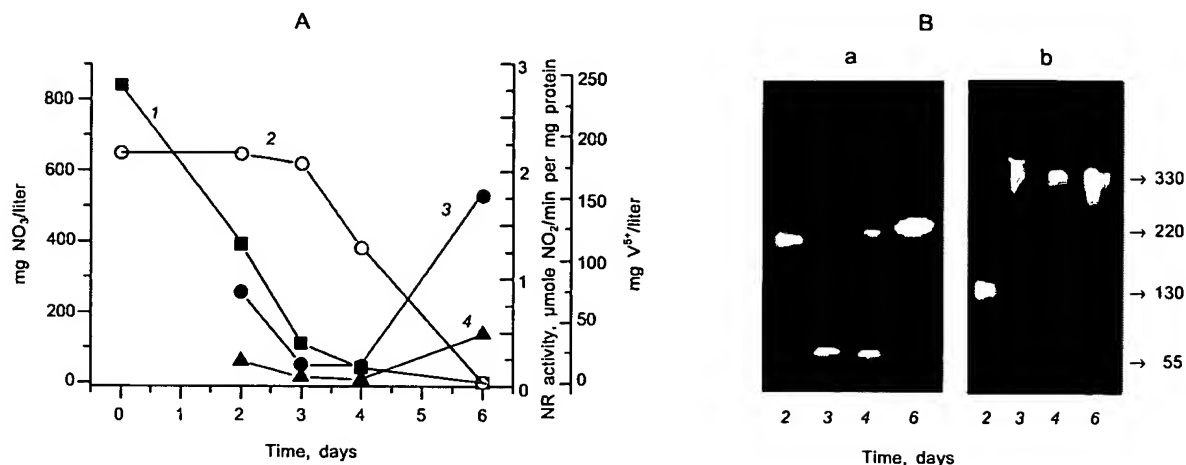 A
B
a
b
mg NO₃/liter
800
600
400
200
0
1
2
3
4
3
2
1
0
NR activity, µmole NO₂/min per mg protein
250
200
150
100
50
0
mg V⁵⁺/liter
0 1 2 3 4 5 6
Time, days
→ 330
→ 220
→ 130
→ 55
2 3 4 6
2 3 4 6
Time, days